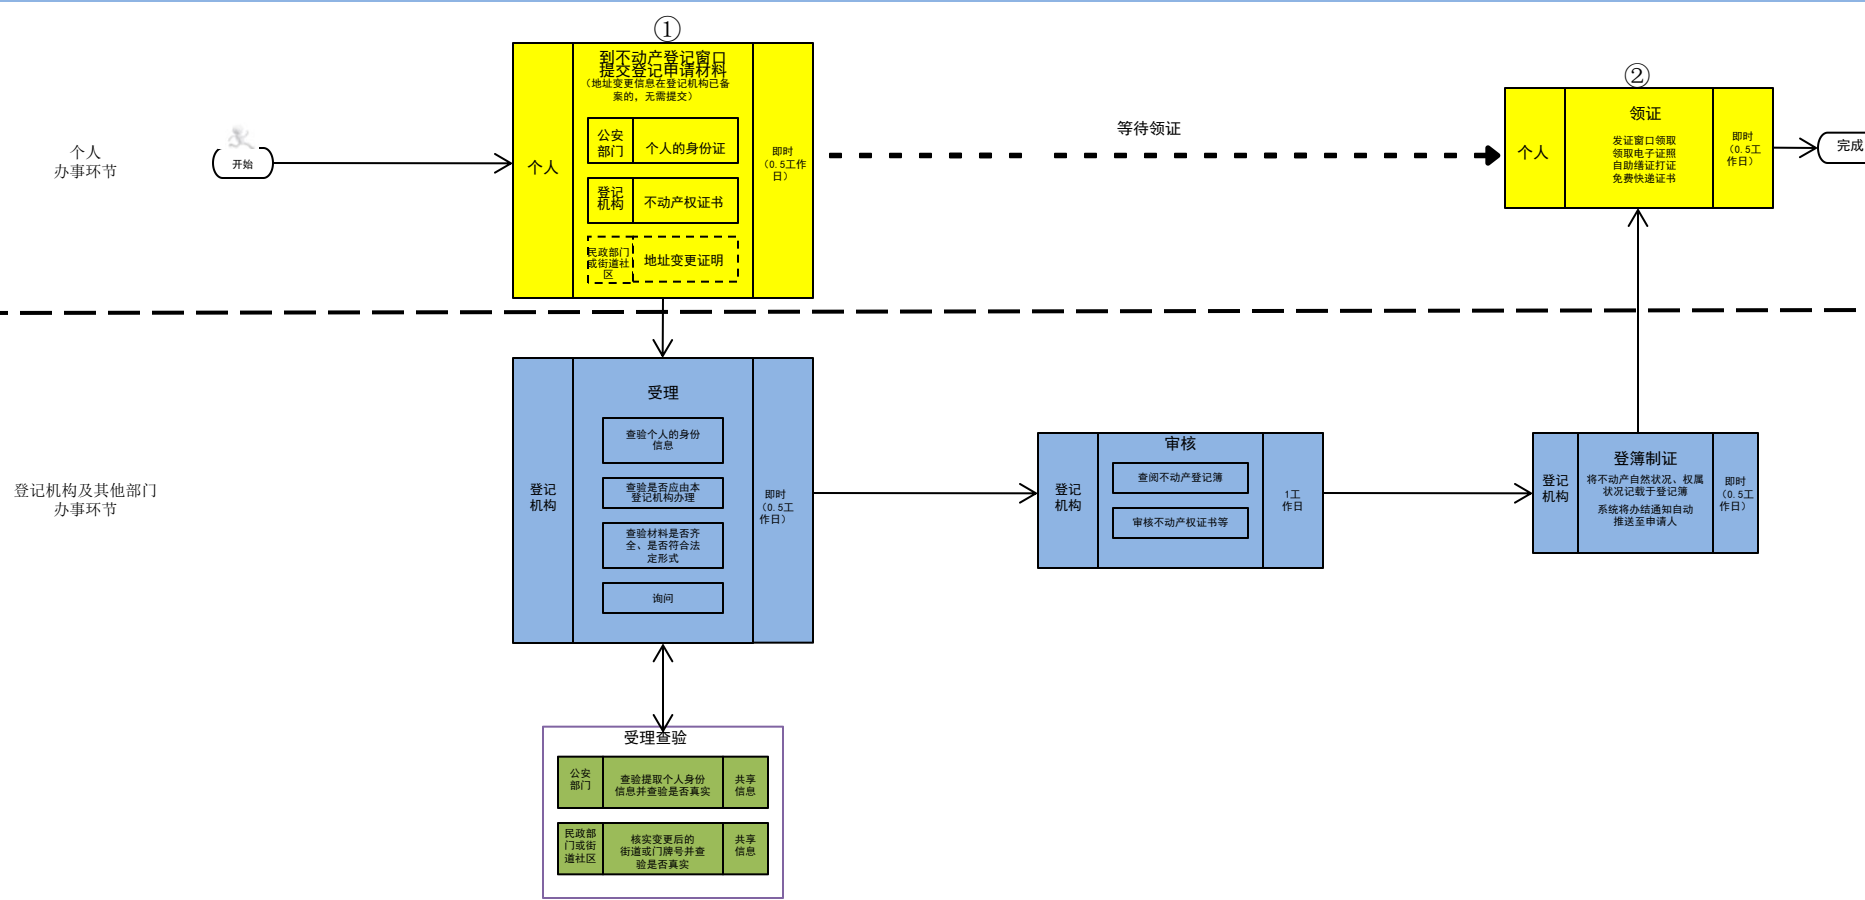 ①
到不动产登记窗口
提交登记申请材料
（地址变更信息在登记机构已备
案的，无需提交）
个人
公安
部门
个人的身份证
登记
机构
不动产权证书
民政部门
或街道社
区
地址变更证明
即时
（0.5工作
日）
个人
办事环节
开始
等待领证
②
个人
领证
发证窗口领取
领取电子证照
自助缮证打证
免费快递证书
即时
（0.5工
作日）
完成
登记机构及其他部门
办事环节
登记
机构
受理
查验个人的身份
信息
查验是否应由本
登记机构办理
查验材料是否齐
全、是否符合法
定形式
询问
即时
（0.5工
作日）
登记
机构
审核
查阅不动产登记簿
审核不动产权证书等
1工
作日
登记
机构
登簿制证
将不动产自然状况、权属
状况记载于登记簿
系统将办结通知自动
推送至申请人
即时
（0.5工
作日）
受理查验
公安
部门
查验提取个人身份
信息并查验是否真实
共享
信息
民政部
门或街
道社区
核实变更后的
街道或门牌号并查
验是否真实
共享
信息